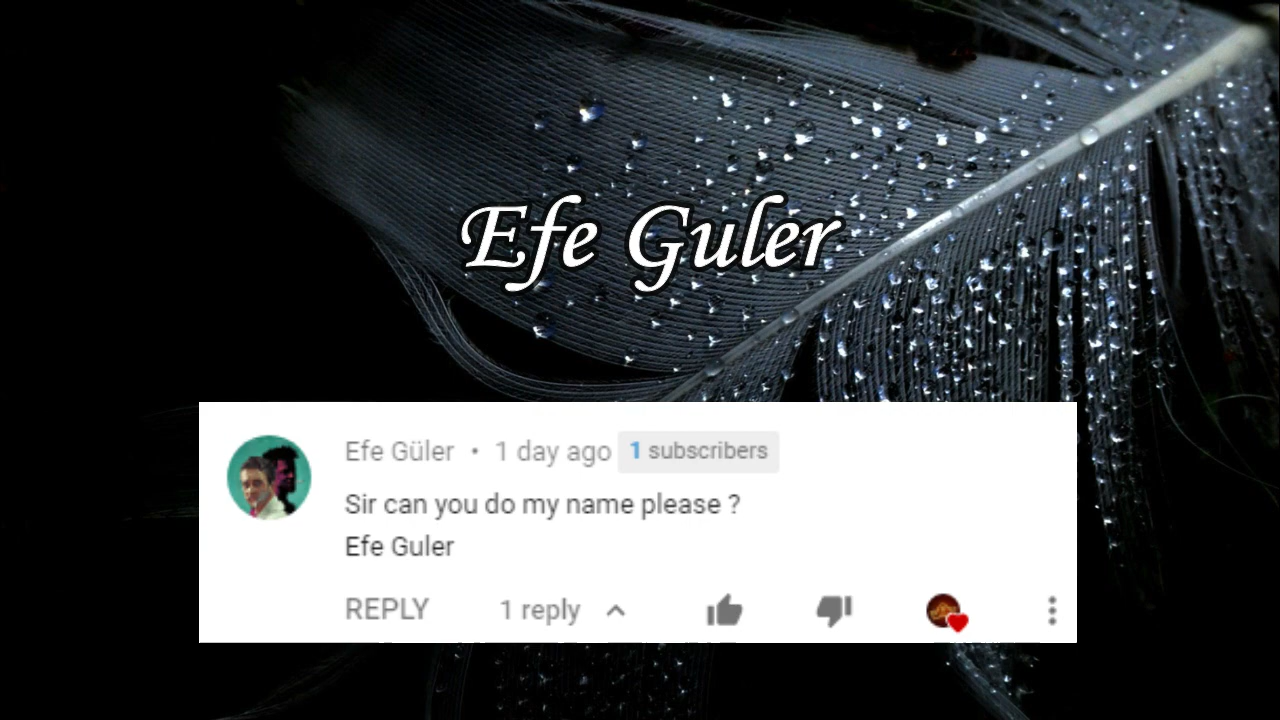 Efe Guler
Efe Güler • 1 day ago 1 subscribers
Sir can you do my name please ?
Efe Guler
REPLY 1 reply